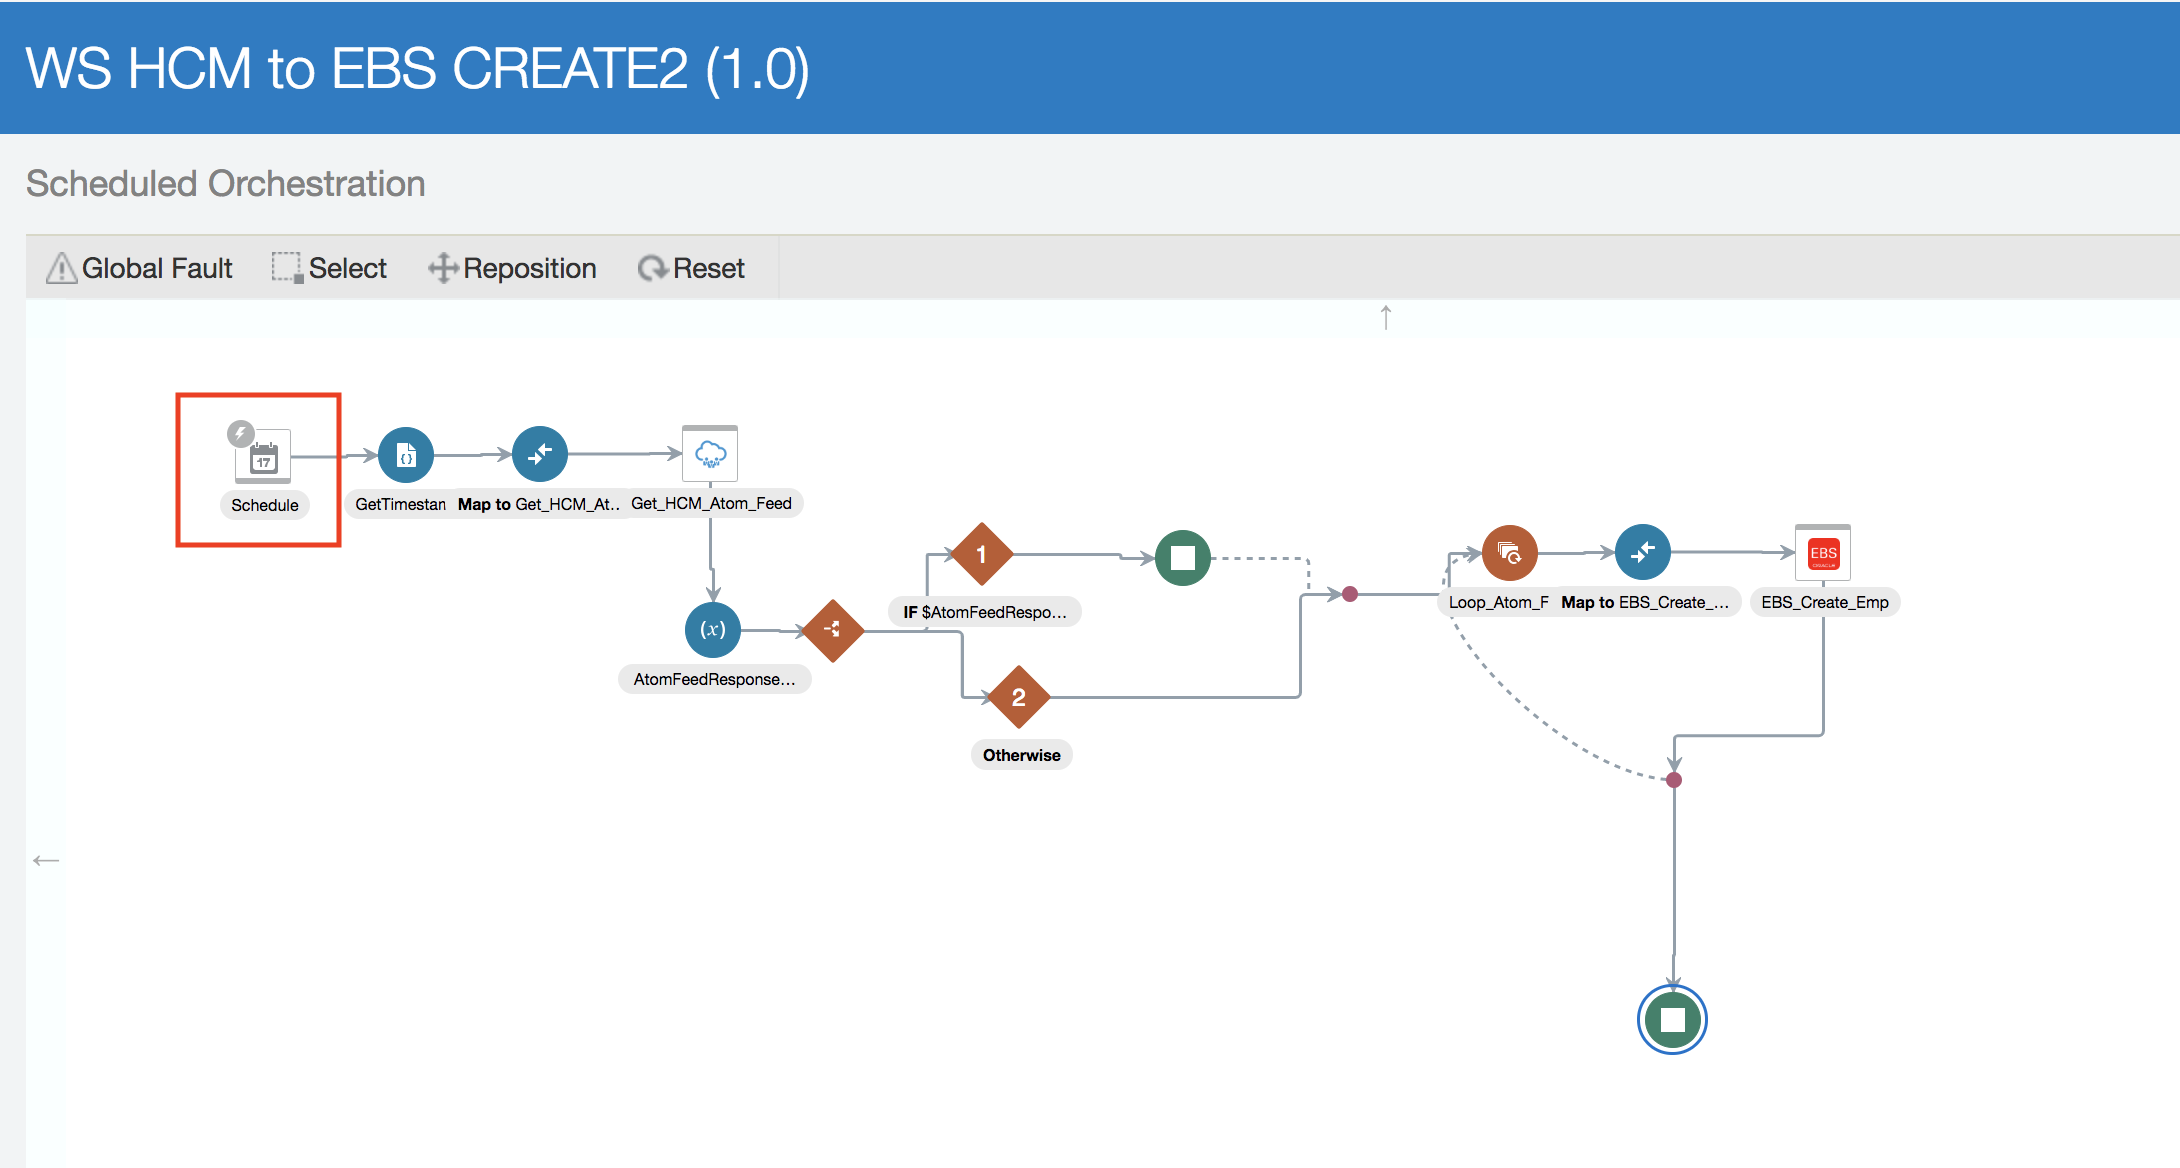 WS HCM to EBS CREATE2 (1.0)
Scheduled Orchestration
Global Fault Select Reposition Reset
17
Schedule
GetTimestan
Map to Get_HCM_At..
Get_HCM_Atom_Feed
1
IF $AtomFeedRespo...
(x)
AtomFeedResponse...
2
Otherwise
Loop_Atom_F
Map to EBS_Create_...
EBS
ORACLE
EBS_Create_Emp